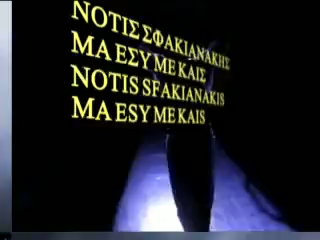 ΝΟΤΙΣ ΣΦΑΚΙΑΝΑΚΗΣ
ΜΑ ΕΣΥ ΜΕ ΚΑΙΣ
NOTIS SFAKIANAKIS
MA ESY ME KAIS